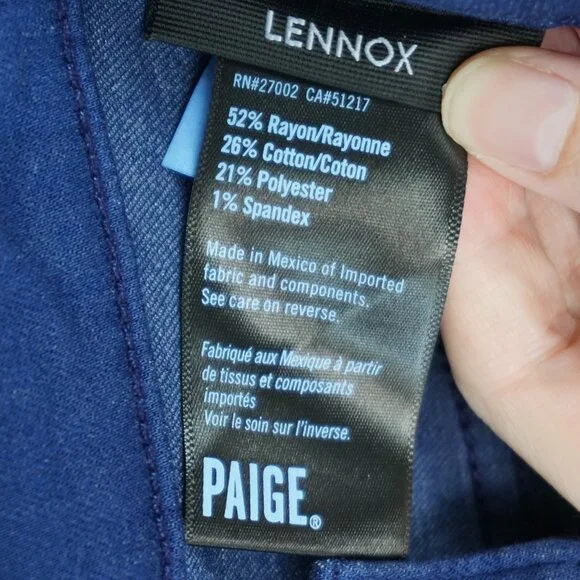 LENNOX
RN#27002 CA#51217
52% Rayon/Rayonne
26% Cotton/Coton
21% Polyester
1% Spandex
Made in Mexico of Imported
fabric and components.
See care on reverse.
Fabriqué aux Mexique à partir
de tissus et composants
importés
Voir le soin sur l'inverse.
PAIGE®